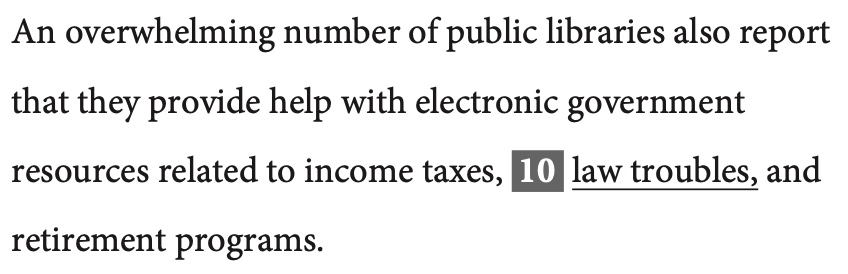 An overwhelming number of public libraries also report
that they provide help with electronic government
resources related to income taxes, 10 law troubles, and
retirement programs.